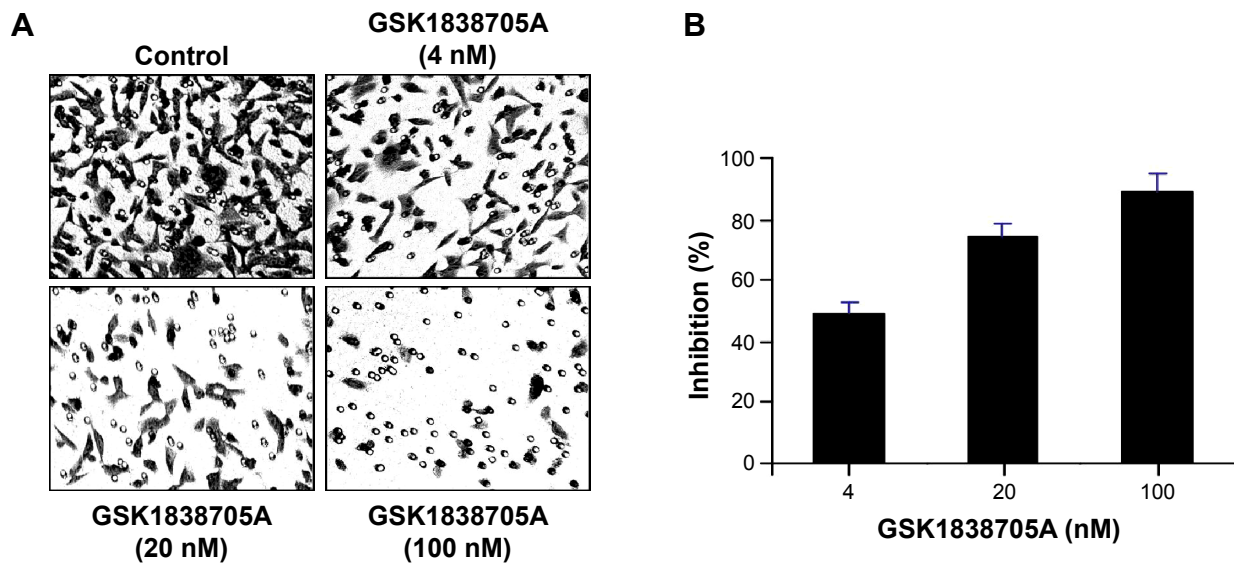 A
Control
GSK1838705A
(4 nM)
GSK1838705A
(20 nM)
GSK1838705A
(100 nM)
B
Inhibition (%)
100
80
60
40
20
0
4
20
100
GSK1838705A (nM)